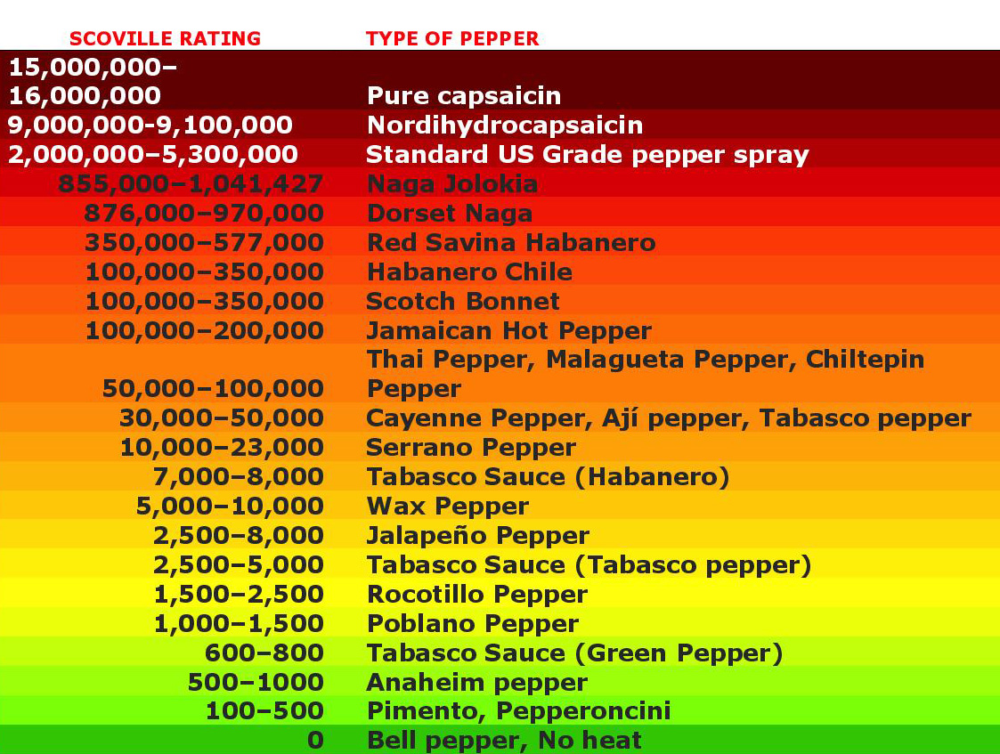 SCOVILLE RATING TYPE OF PEPPER
15,000,000–
16,000,000 Pure capsaicin
9,000,000-9,100,000 Nordihydrocapsaicin
2,000,000–5,300,000 Standard US Grade pepper spray
855,000–1,041,427 Naga Jolokia
876,000–970,000 Dorset Naga
350,000–577,000 Red Savina Habanero
100,000–350,000 Habanero Chile
100,000–350,000 Scotch Bonnet
100,000–200,000 Jamaican Hot Pepper
Thai Pepper, Malagueta Pepper, Chiltepin
50,000–100,000 Pepper
30,000–50,000 Cayenne Pepper, Ají pepper, Tabasco pepper
10,000–23,000 Serrano Pepper
7,000–8,000 Tabasco Sauce (Habanero)
5,000–10,000 Wax Pepper
2,500–8,000 Jalapeño Pepper
2,500–5,000 Tabasco Sauce (Tabasco pepper)
1,500–2,500 Rocotillo Pepper
1,000–1,500 Poblano Pepper
600–800 Tabasco Sauce (Green Pepper)
500–1000 Anaheim pepper
100–500 Pimento, Pepperoncini
0 Bell pepper, No heat